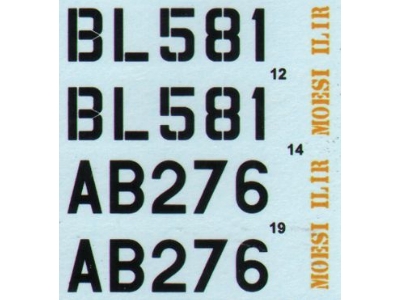 BL581
12
BL581
14
AB276
19
AB276
MOESI ILIR
MOESI ILIR